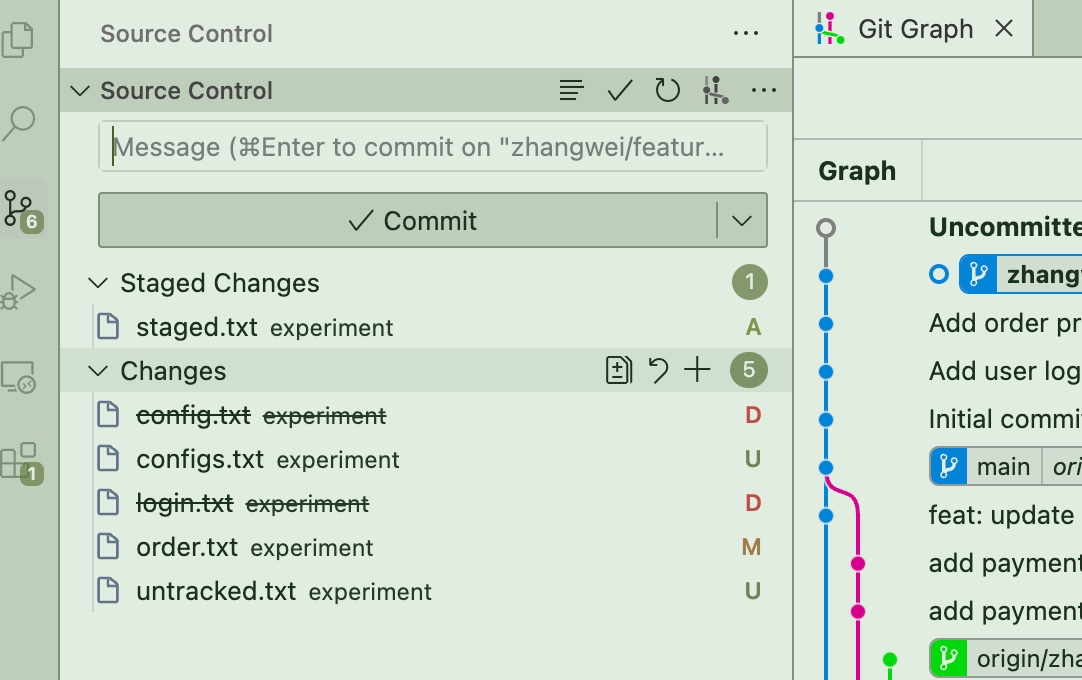 Source Control
Git Graph
Source Control
Message (⌘Enter to commit on "zhangwei/featur...
Commit
Staged Changes
1
staged.txt experiment
A
Changes
5
config.txt experiment
D
configs.txt experiment
U
login.txt experiment
D
order.txt experiment
M
untracked.txt experiment
U
6
1
Graph
Uncommitte
zhang
Add order pr
Add user log
Initial commi
main ori
feat: update
add payment
add payment
origin/zha